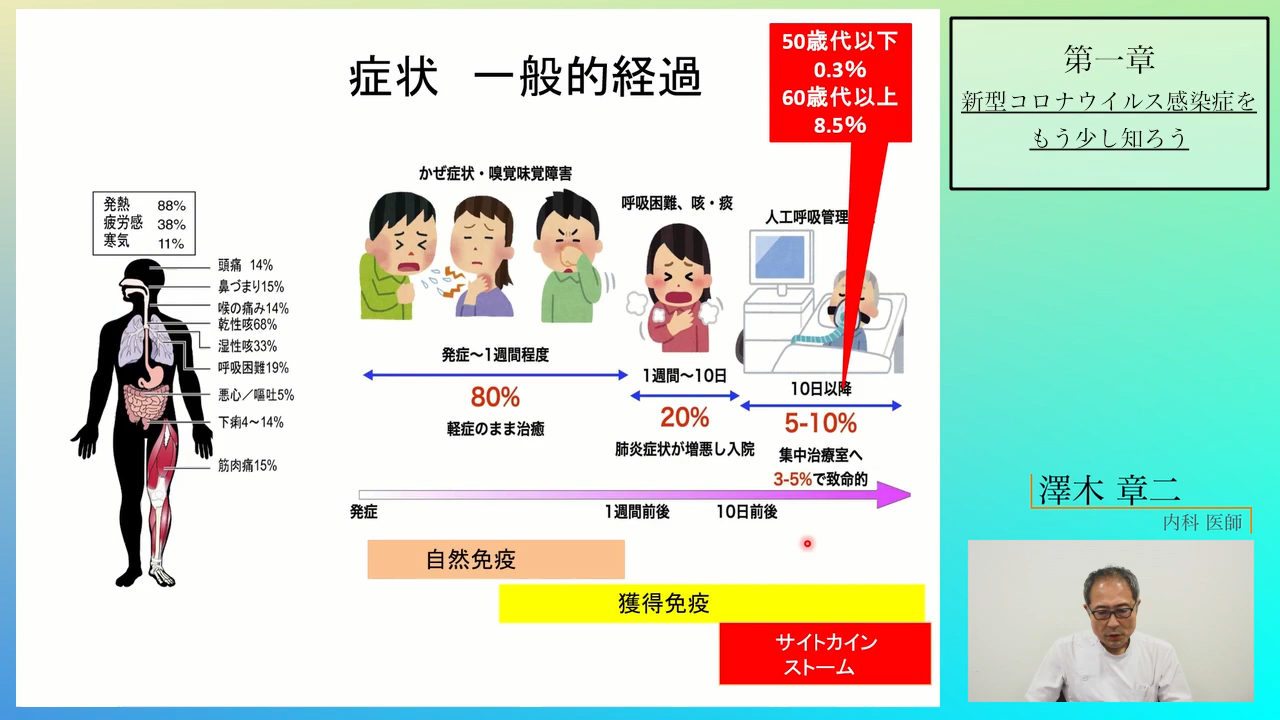 症状 一般的経過
50歳代以下
0.3%
60歳代以上
8.5%
第一章
新型コロナウイルス感染症を
もう少し知ろう
発熱 88%
疲労感 38%
寒気 11%
頭痛 14%
鼻づまり15%
喉の痛み14%
乾性咳68%
湿性咳33%
呼吸困難19%
悪心／嘔吐5%
下痢4〜14%
筋肉痛15%
かぜ症状・嗅覚味覚障害
発症〜1週間程度
80%
軽症のまま治癒
呼吸困難、咳・痰
1週間〜10日
20%
肺炎症状が増悪し入院
人工呼吸管理
10日以降
5-10%
集中治療室へ
3-5%で致命的
発症
1週間前後
10日前後
自然免疫
獲得免疫
サイトカイン
ストーム
澤木 章二
内科 医師